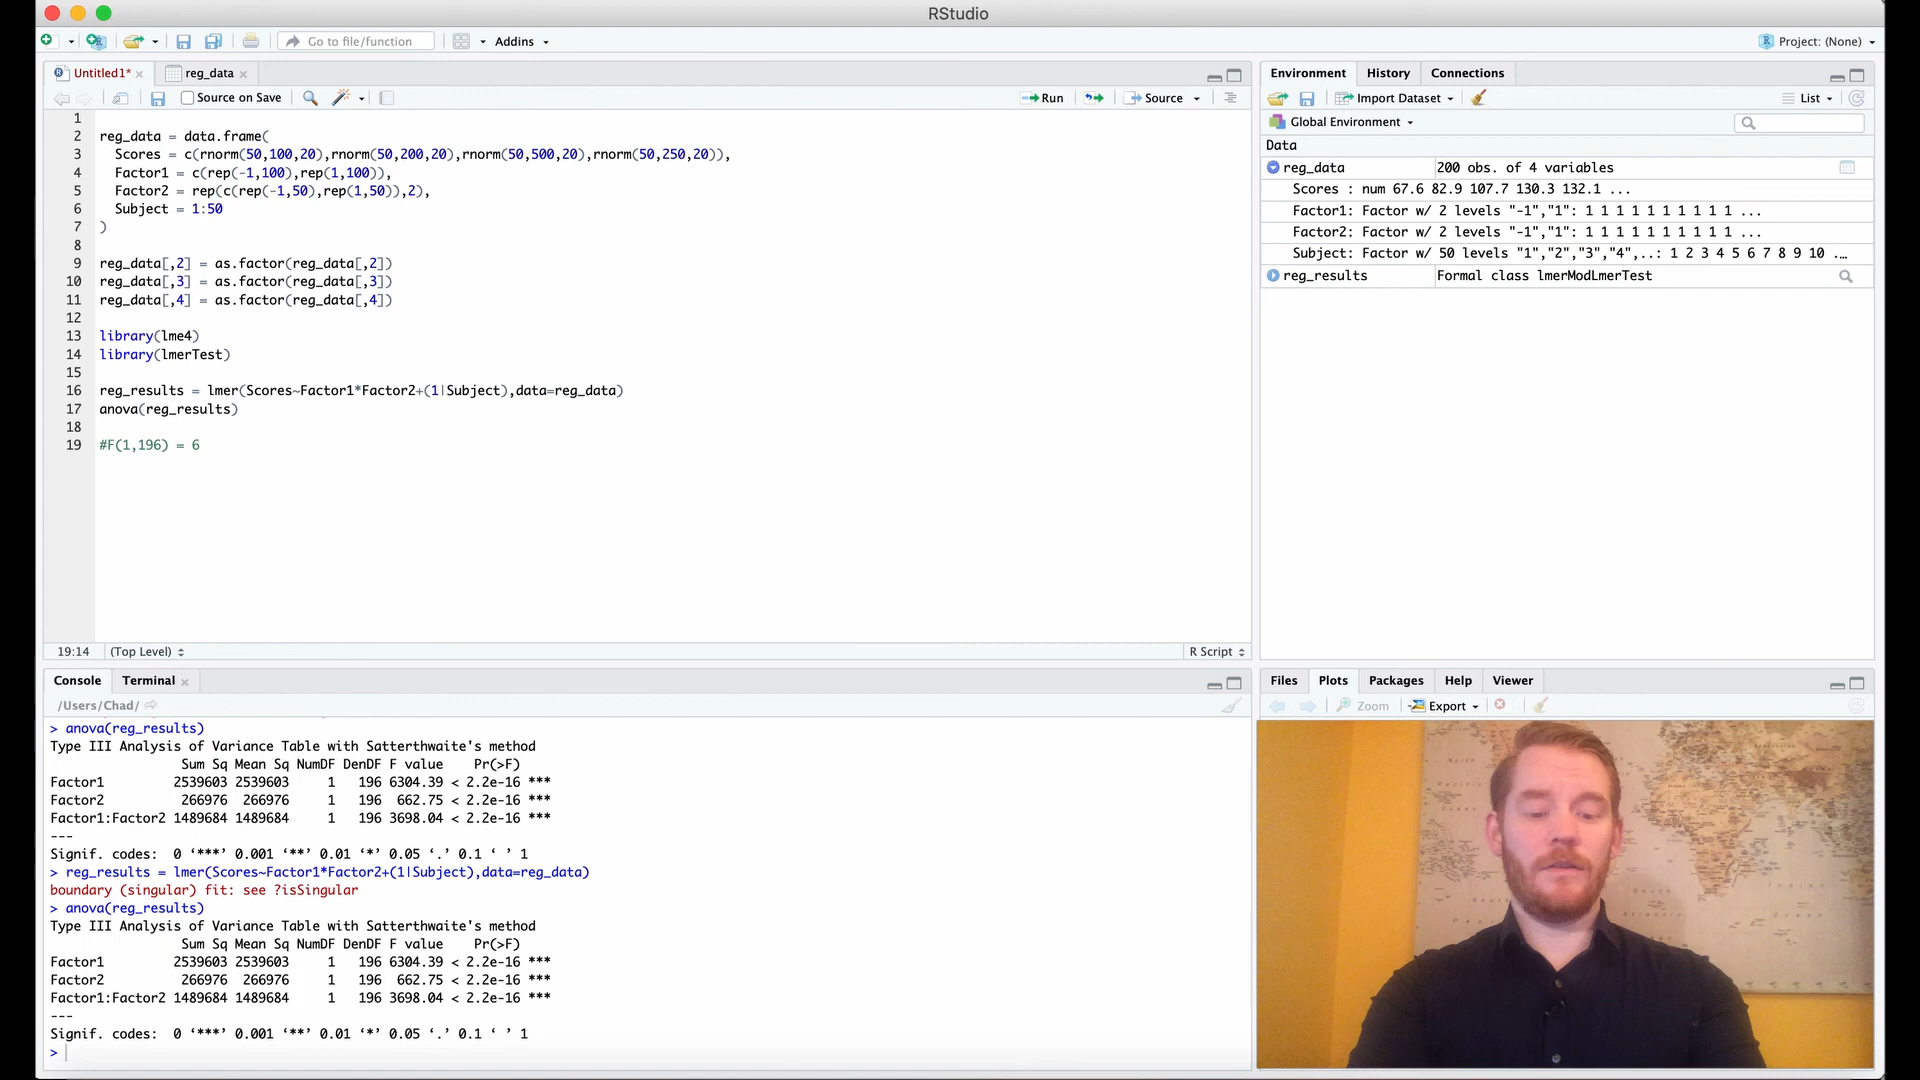 RStudio
Go to file/function
Addins
Project: (None)
Untitled1*
reg_data
Source on Save
Run
Source
1
2 reg_data = data.frame(
3 Scores = c(rnorm(50,100,20),rnorm(50,200,20),rnorm(50,500,20),rnorm(50,250,20)),
4 Factor1 = c(rep(-1,100),rep(1,100)),
5 Factor2 = rep(c(rep(-1,50),rep(1,50)),2),
6 Subject = 1:50
7 )
8
9 reg_data[,2] = as.factor(reg_data[,2])
10 reg_data[,3] = as.factor(reg_data[,3])
11 reg_data[,4] = as.factor(reg_data[,4])
12
13 library(lme4)
14 library(lmerTest)
15
16 reg_results = lmer(Scores~Factor1*Factor2+(1|Subject),data=reg_data)
17 anova(reg_results)
18
19 #F(1,196) = 6
19:14 (Top Level) R Script
Environment History Connections
Import Dataset List
Global Environment
Data
reg_data 200 obs. of 4 variables
Scores : num 67.6 82.9 107.7 130.3 132.1 ...
Factor1: Factor w/ 2 levels "-1","1": 1 1 1 1 1 1 1 1 1 1 ...
Factor2: Factor w/ 2 levels "-1","1": 1 1 1 1 1 1 1 1 1 1 ...
Subject: Factor w/ 50 levels "1","2","3","4",..: 1 2 3 4 5 6 7 8 9 10 ...
reg_results Formal class lmerModLmerTest
Console Terminal
/Users/Chad/
> anova(reg_results)
Type III Analysis of Variance Table with Satterthwaite's method
Sum Sq Mean Sq NumDF DenDF F value Pr(>F)
Factor1 2539603 2539603 1 196 6304.39 < 2.2e-16 ***
Factor2 266976 266976 1 196 662.75 < 2.2e-16 ***
Factor1:Factor2 1489684 1489684 1 196 3698.04 < 2.2e-16 ***
---
Signif. codes: 0 ‘***’ 0.001 ‘**’ 0.01 ‘*’ 0.05 ‘.’ 0.1 ‘ ’ 1
> reg_results = lmer(Scores~Factor1*Factor2+(1|Subject),data=reg_data)
boundary (singular) fit: see ?isSingular
> anova(reg_results)
Type III Analysis of Variance Table with Satterthwaite's method
Sum Sq Mean Sq NumDF DenDF F value Pr(>F)
Factor1 2539603 2539603 1 196 6304.39 < 2.2e-16 ***
Factor2 266976 266976 1 196 662.75 < 2.2e-16 ***
Factor1:Factor2 1489684 1489684 1 196 3698.04 < 2.2e-16 ***
---
Signif. codes: 0 ‘***’ 0.001 ‘**’ 0.01 ‘*’ 0.05 ‘.’ 0.1 ‘ ’ 1
>
Files Plots Packages Help Viewer
Zoom Export